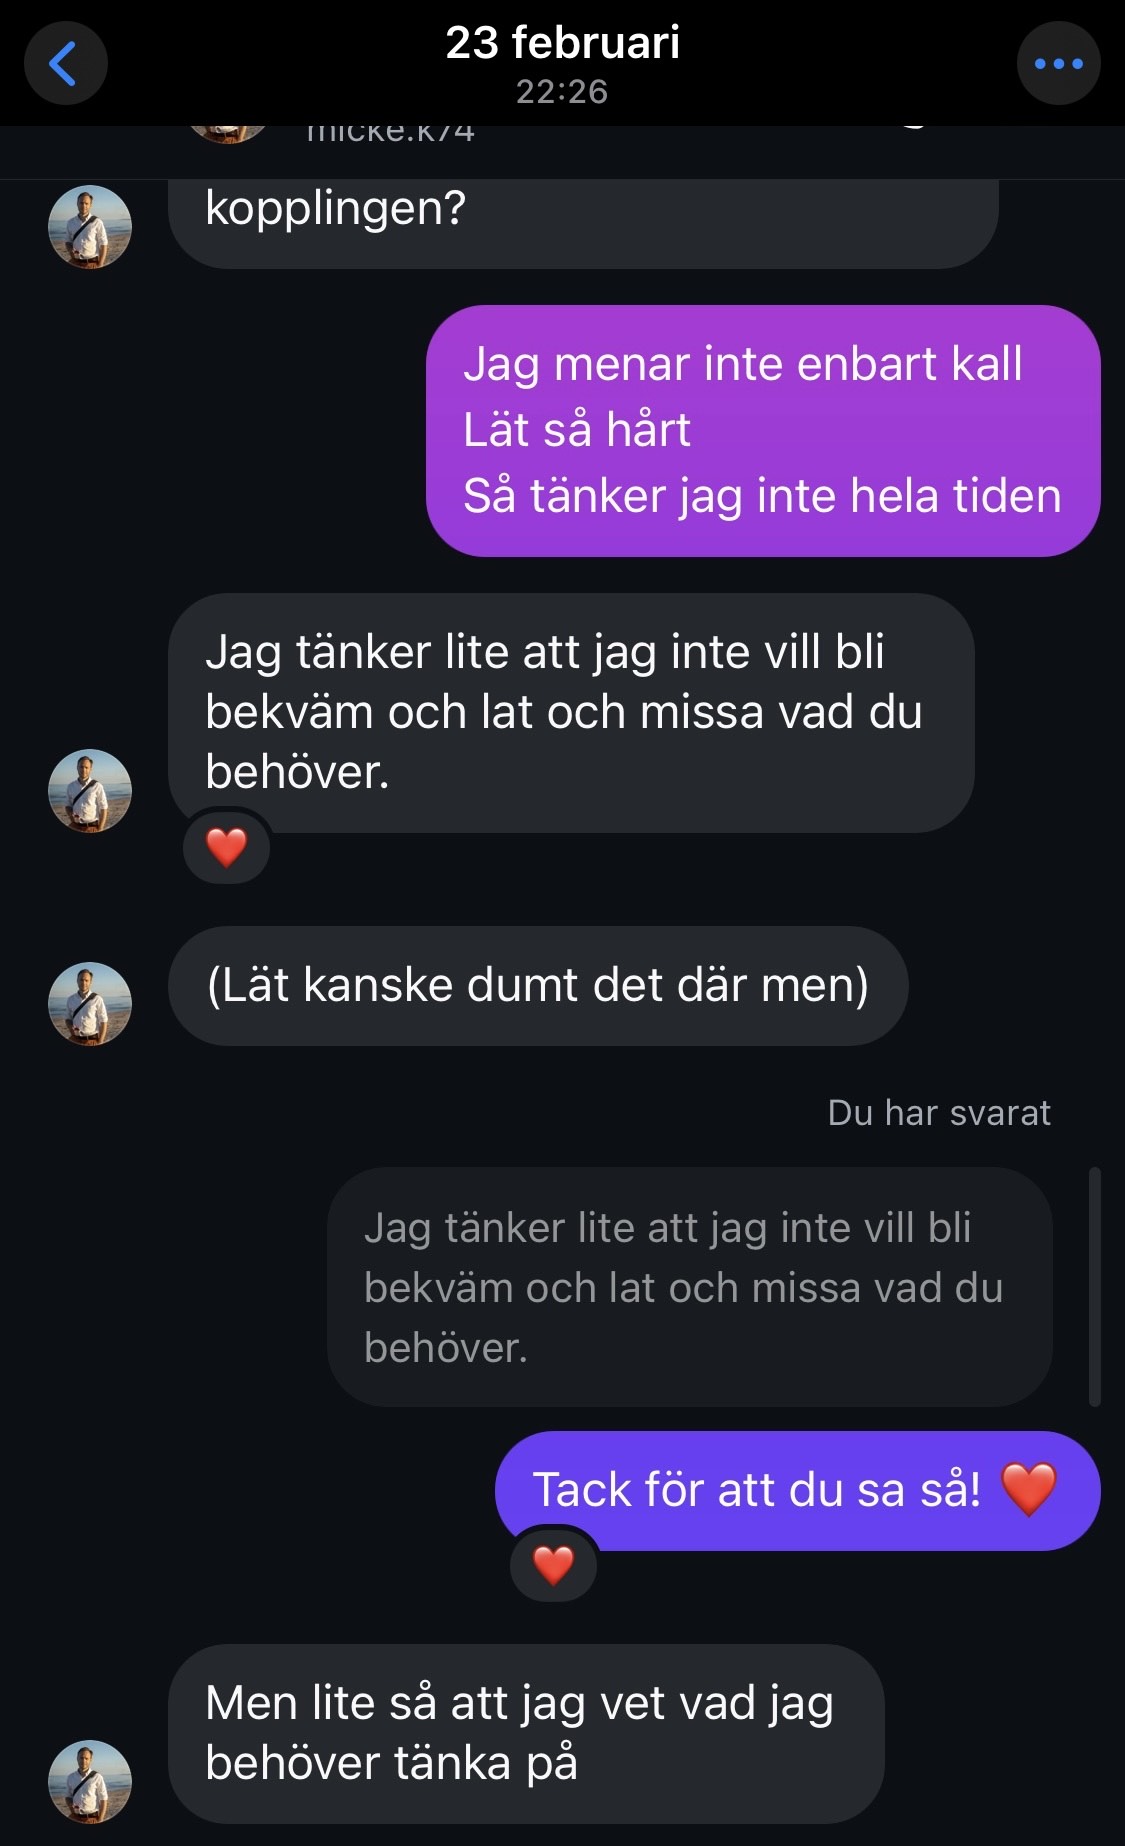 23 februari
22:26
micke.k74
kopplingen?
Jag menar inte enbart kall
Lät så hårt
Så tänker jag inte hela tiden
Jag tänker lite att jag inte vill bli
bekväm och lat och missa vad du
behöver.
(Lät kanske dumt det där men)
Du har svarat
Jag tänker lite att jag inte vill bli
bekväm och lat och missa vad du
behöver.
Tack för att du sa så! ❤️
Men lite så att jag vet vad jag
behöver tänka på